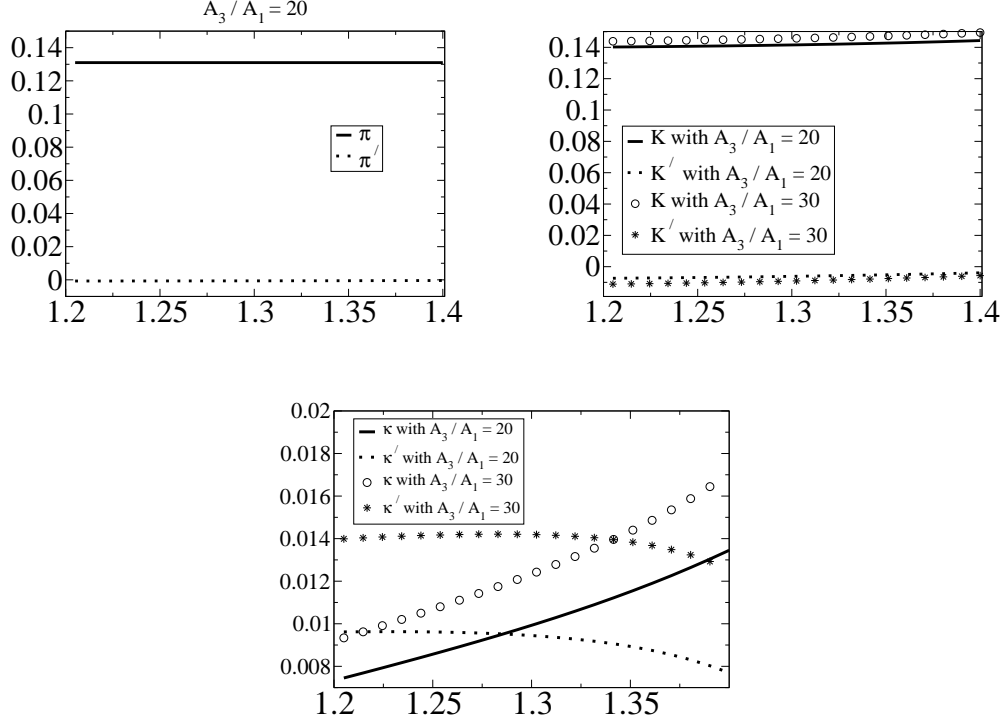 A3 / A1 = 20
0.14
0.12
0.1
0.08
0.06
0.04
0.02
0
1.2 1.25 1.3 1.35 1.4
π
π/
0.14
0.12
0.1
0.08
0.06
0.04
0.02
0
1.2 1.25 1.3 1.35 1.4
K with A3 / A1 = 20
K/ with A3 / A1 = 20
K with A3 / A1 = 30
K/ with A3 / A1 = 30
0.02
0.018
0.016
0.014
0.012
0.01
0.008
1.2 1.25 1.3 1.35
κ with A3 / A1 = 20
κ/ with A3 / A1 = 20
κ with A3 / A1 = 30
κ/ with A3 / A1 = 30